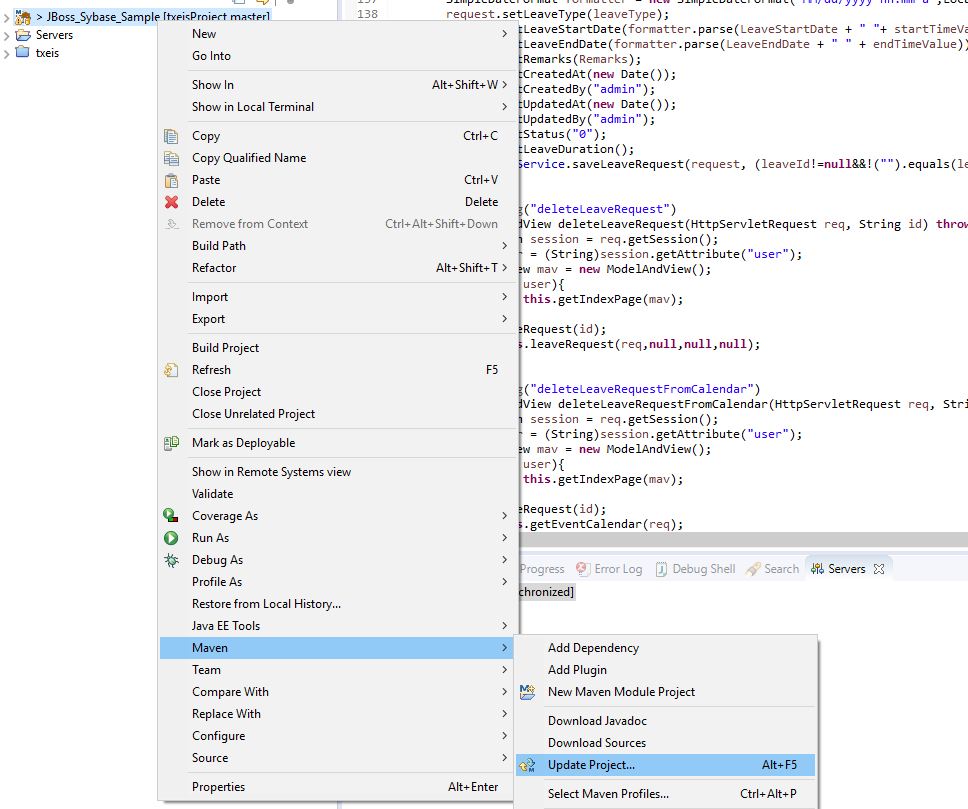 > JBoss_Sybase_Sample [txeisProject master]
Servers
txeis
New
Go Into
Show In Alt+Shift+W >
Show in Local Terminal
Copy Ctrl+C
Copy Qualified Name
Paste Ctrl+V
Delete Delete
Remove from Context Ctrl+Alt+Shift+Down
Build Path
Refactor Alt+Shift+T >
Import
Export
Build Project
Refresh F5
Close Project
Close Unrelated Project
Mark as Deployable
Show in Remote Systems view
Validate
Coverage As
Run As
Debug As
Profile As
Restore from Local History...
Java EE Tools
Maven
Team
Compare With
Replace With
Configure
Source
Properties Alt+Enter
137 SimpleDateFormat formatter = new SimpleDateFormat("MM/dd/yyyy hh:mm a",Loc
138 request.setLeaveType(leaveType);
tLeaveStartDate(formatter.parse(LeaveStartDate + " "+ startTimeVa
tLeaveEndDate(formatter.parse(LeaveEndDate + " " + endTimeValue))
tRemarks(Remarks);
tCreatedAt(new Date());
tCreatedBy("admin");
tUpdatedAt(new Date());
tUpdatedBy("admin");
tStatus("0");
tLeaveDuration();
Service.saveLeaveRequest(request, (leaveId!=null&&!("").equals(le
g("deleteLeaveRequest")
dView deleteLeaveRequest(HttpServletRequest req, String id) throw
n session = req.getSession();
r = (String)session.getAttribute("user");
ew mav = new ModelAndView();
user){
this.getIndexPage(mav);
eRequest(id);
s.leaveRequest(req,null,null,null);
g("deleteLeaveRequestFromCalendar")
dView deleteLeaveRequestFromCalendar(HttpServletRequest req, Stri
n session = req.getSession();
r = (String)session.getAttribute("user");
ew mav = new ModelAndView();
user){
this.getIndexPage(mav);
eRequest(id);
s.getEventCalendar(req);
Progress Error Log Debug Shell Search Servers
chronized]
Add Dependency
Add Plugin
New Maven Module Project
Download Javadoc
Download Sources
Update Project... Alt+F5
Select Maven Profiles... Ctrl+Alt+P